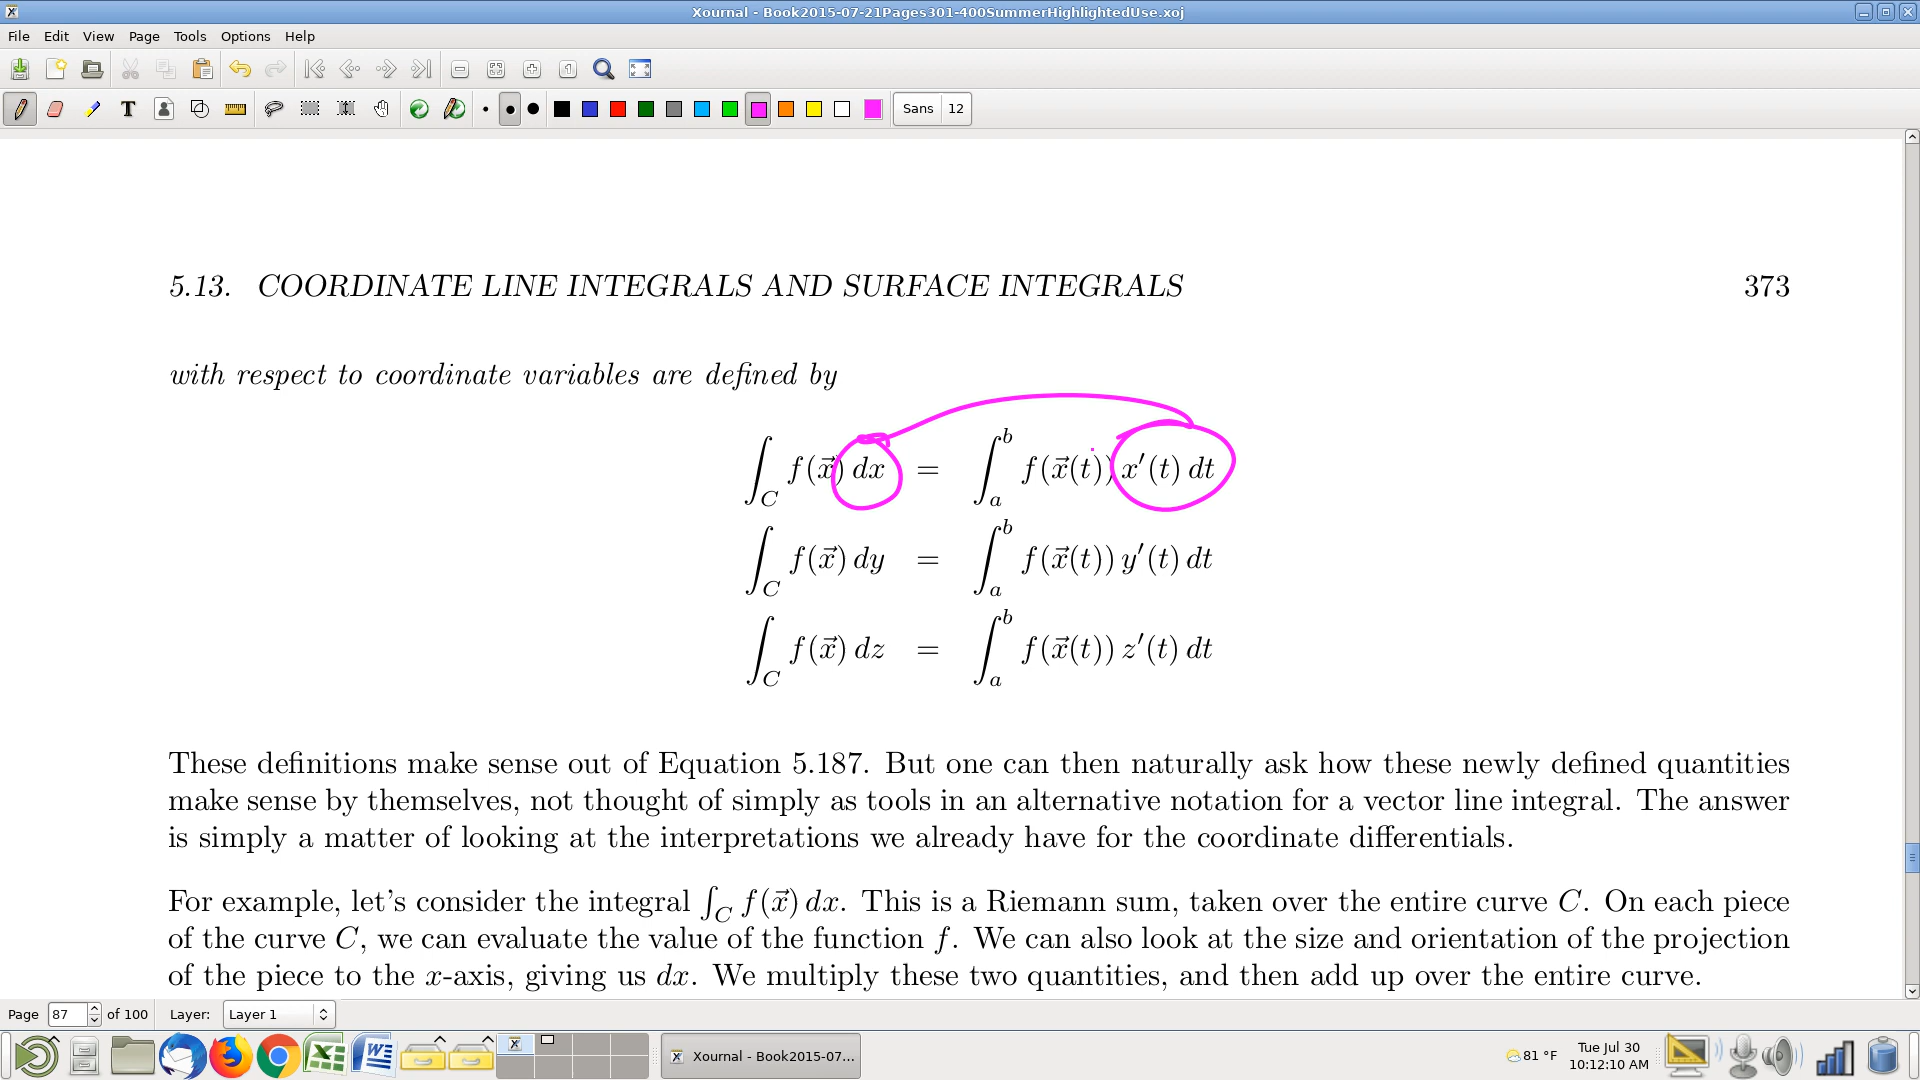 Xournal - Book2015-07-21Pages301-400SummerHighlightedUse.xoj
File Edit View Page Tools Options Help
Sans 12
5.13. COORDINATE LINE INTEGRALS AND SURFACE INTEGRALS 373
with respect to coordinate variables are defined by
∫_C f(x⃗) dx = ∫_a^b f(x⃗(t)) x′(t) dt
∫_C f(x⃗) dy = ∫_a^b f(x⃗(t)) y′(t) dt
∫_C f(x⃗) dz = ∫_a^b f(x⃗(t)) z′(t) dt
These definitions make sense out of Equation 5.187. But one can then naturally ask how these newly defined quantities
make sense by themselves, not thought of simply as tools in an alternative notation for a vector line integral. The answer
is simply a matter of looking at the interpretations we already have for the coordinate differentials.
For example, let's consider the integral ∫_C f(x⃗) dx. This is a Riemann sum, taken over the entire curve C. On each piece
of the curve C, we can evaluate the value of the function f. We can also look at the size and orientation of the projection
of the piece to the x-axis, giving us dx. We multiply these two quantities, and then add up over the entire curve.
Page 87 of 100 Layer: Layer 1
Xournal - Book2015-07...
81 °F
Tue Jul 30
10:12:10 AM